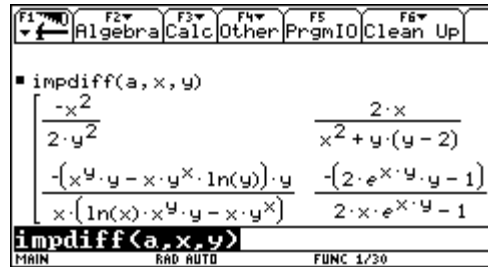 F1 F2 F3 F4 F5 F6
Algebra Calc Other PrgmIO Clean Up
▪ impdiff(a,x,y)
[ -x^2 / (2·y^2)    2·x / (x^2+y·(y-2))
-(x^y·y-x·y^x·ln(y))·y / (x·(ln(x)·x^y·y-x·y^x))    -(2·e^(x·y)·y-1) / (2·x·e^(x·y)-1)
impdiff(a,x,y)
MAIN RAD AUTO FUNC 1/30